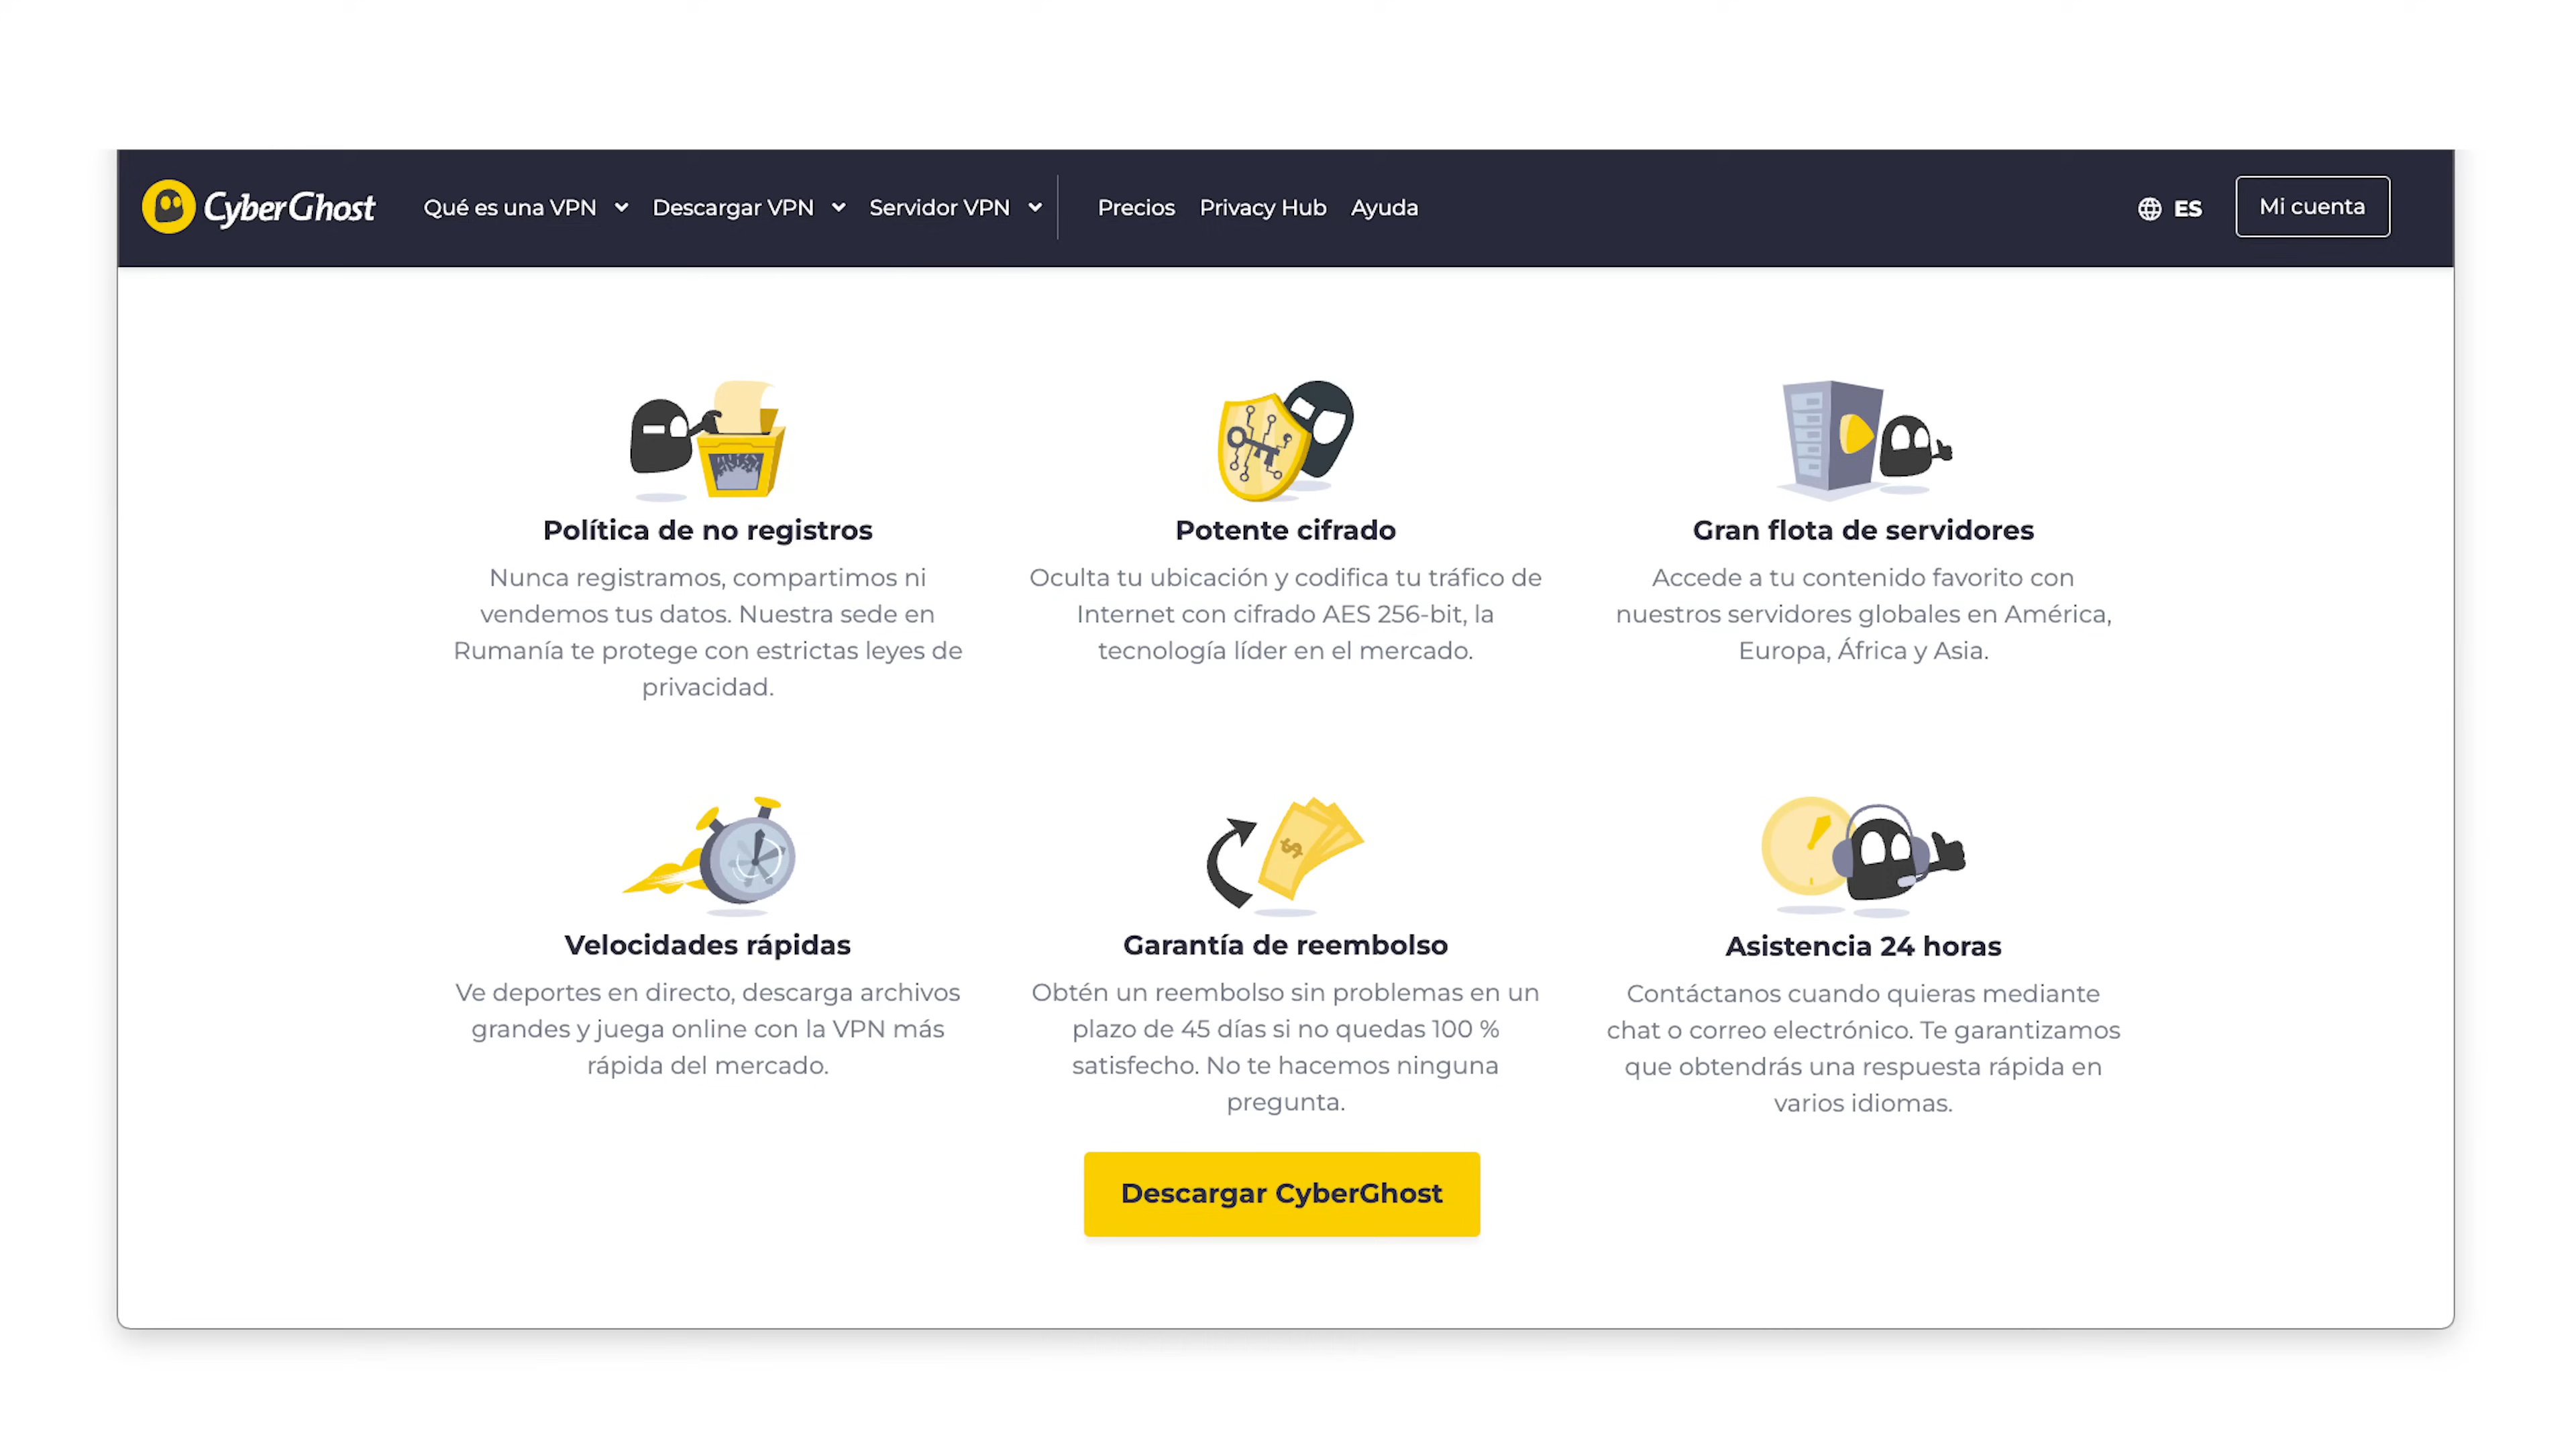 CyberGhost
Qué es una VPN
Descargar VPN
Servidor VPN
Precios
Privacy Hub
Ayuda
ES
Mi cuenta
Política de no registros
Nunca registramos, compartimos ni
vendemos tus datos. Nuestra sede en
Rumanía te protege con estrictas leyes de
privacidad.
Potente cifrado
Oculta tu ubicación y codifica tu tráfico de
Internet con cifrado AES 256-bit, la
tecnología líder en el mercado.
Gran flota de servidores
Accede a tu contenido favorito con
nuestros servidores globales en América,
Europa, África y Asia.
Velocidades rápidas
Ve deportes en directo, descarga archivos
grandes y juega online con la VPN más
rápida del mercado.
Garantía de reembolso
Obtén un reembolso sin problemas en un
plazo de 45 días si no quedas 100 %
satisfecho. No te hacemos ninguna
pregunta.
Asistencia 24 horas
Contáctanos cuando quieras mediante
chat o correo electrónico. Te garantizamos
que obtendrás una respuesta rápida en
varios idiomas.
Descargar CyberGhost